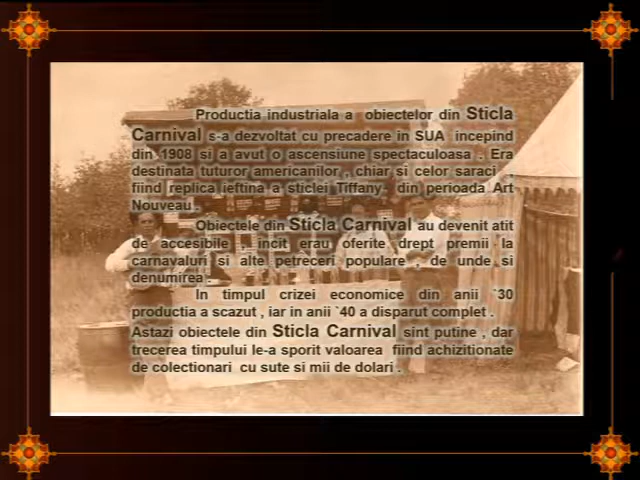 Productia industriala a obiectelor din Sticla
Carnival s-a dezvoltat cu precadere in SUA incepind
din 1908 si a avut o ascensiune spectaculoasa . Era
destinata tuturor americanilor , chiar si celor saraci ,
fiind replica ieftina a sticlei Tiffany din perioada Art
Nouveau .
Obiectele din Sticla Carnival au devenit atit
de accesibile , incit erau oferite drept premii la
carnavaluri si alte petreceri populare , de unde si
denumirea .
In timpul crizei economice din anii `30
productia a scazut , iar in anii `40 a disparut complet .
Astazi obiectele din Sticla Carnival sint putine , dar
trecerea timpului le-a sporit valoarea fiind achizitionate
de colectionari cu sute si mii de dolari .